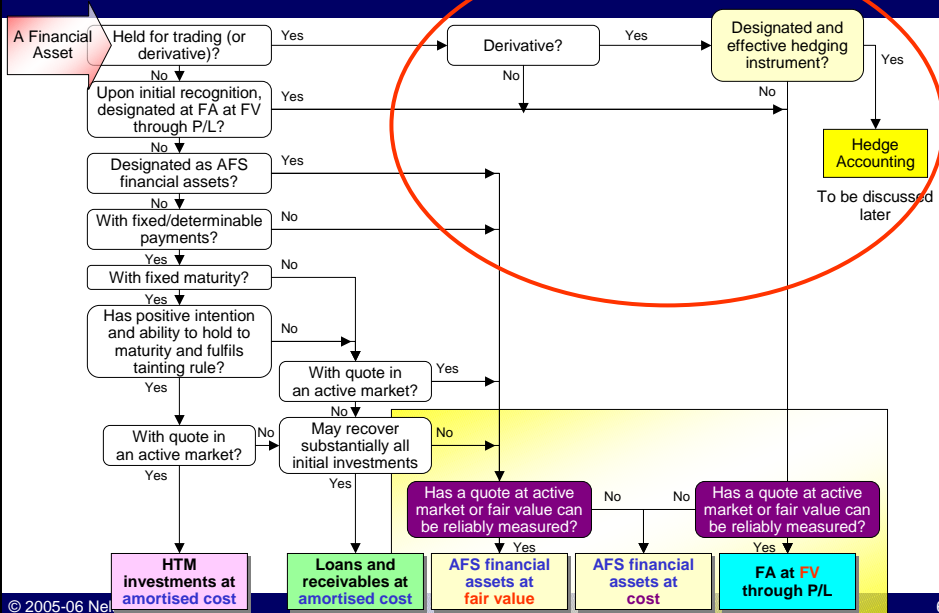 A Financial
Asset
Held for trading (or
derivative)?
Yes
Derivative?
Yes
Designated and
effective hedging
instrument?
Yes
No
No
No
Upon initial recognition,
designated at FA at FV
through P/L?
Yes
No
Hedge
Accounting
To be discussed
later
Designated as AFS
financial assets?
Yes
No
With fixed/determinable
payments?
No
Yes
With fixed maturity?
No
Yes
Has positive intention
and ability to hold to
maturity and fulfils
tainting rule?
No
Yes
With quote in
an active market?
Yes
No
With quote in
an active market?
No
Yes
May recover
substantially all
initial investments
No
Yes
Has a quote at active
market or fair value can
be reliably measured?
No
Yes
No
Has a quote at active
market or fair value can
be reliably measured?
Yes
HTM
investments at
amortised cost
Loans and
receivables at
amortised cost
AFS financial
assets at
fair value
AFS financial
assets at
cost
FA at FV
through P/L
© 2005-06